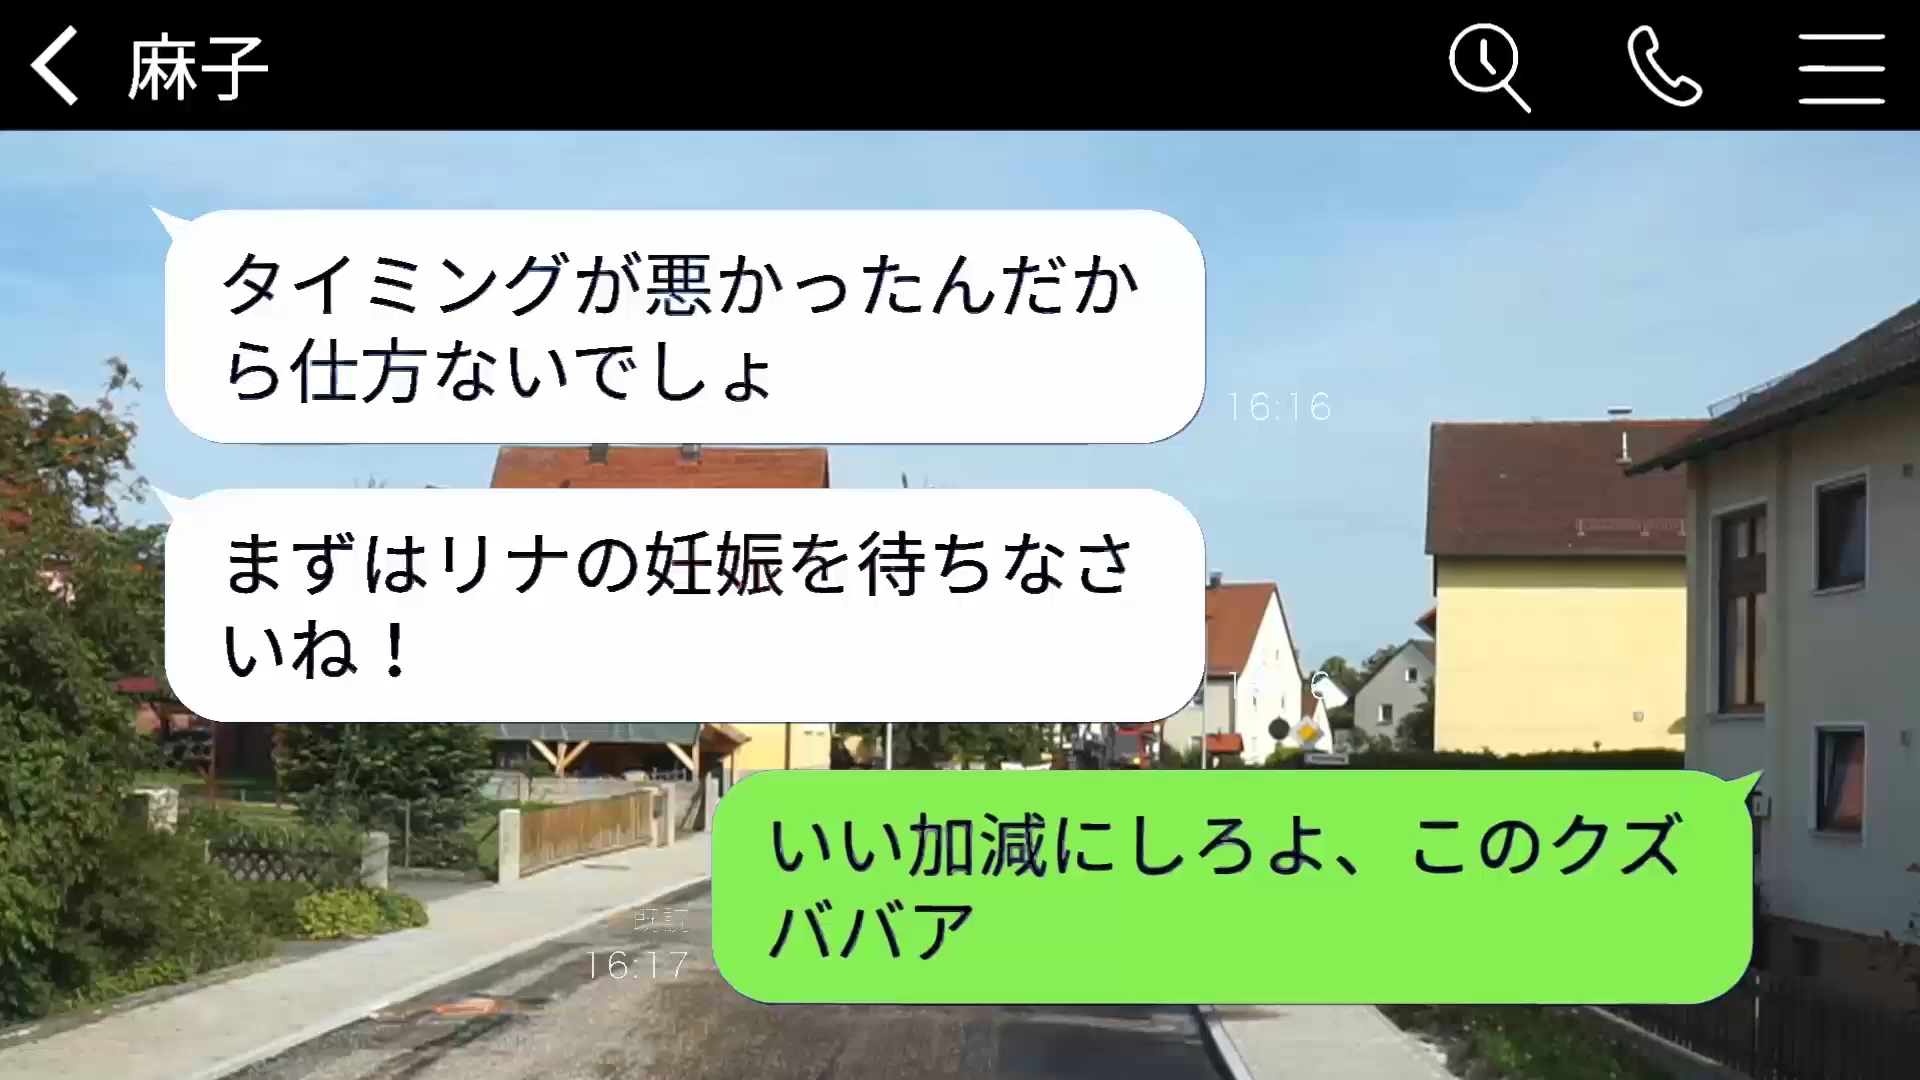 麻子
タイミングが悪かったんだか
ら仕方ないでしょ
16:16
まずはリナの妊娠を待ちなさ
いね！
いい加減にしろよ、このクズ
ババア
既読
16:17